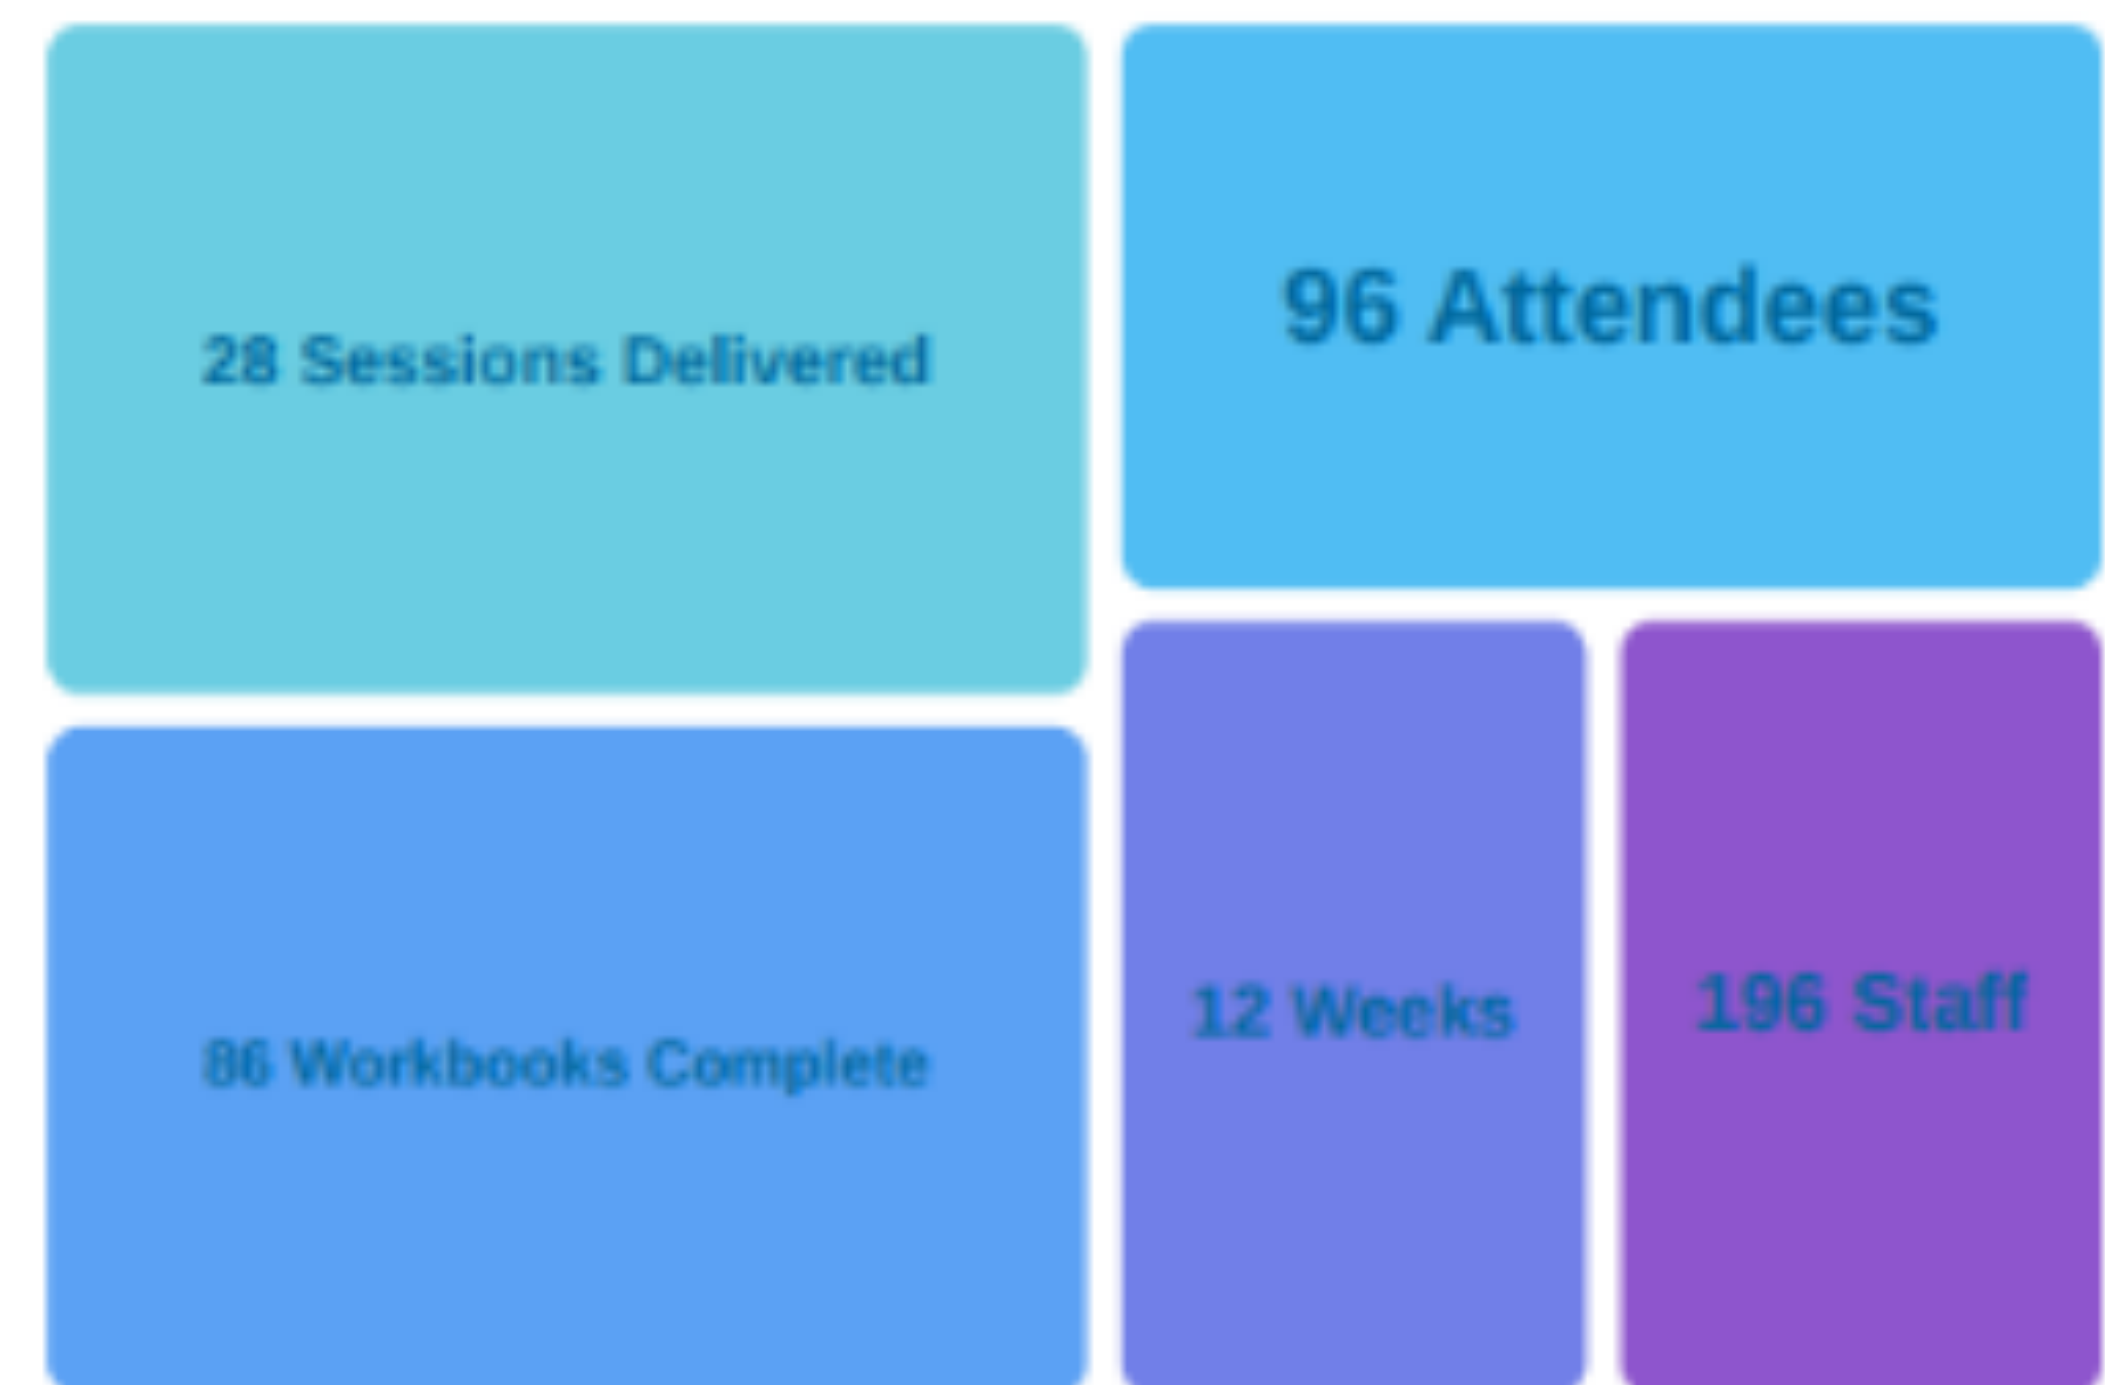 28 Sessions Delivered
96 Attendees
86 Workbooks Complete
12 Weeks
196 Staff